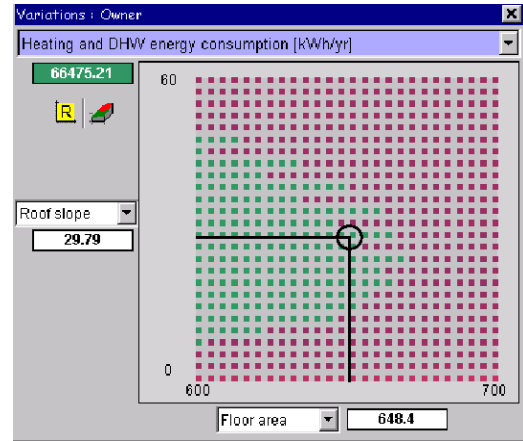 Variations : Owner
Heating and DHW energy consumption [kWh/yr]
66475.21
60
R
Roof slope
29.79
0
600
700
Floor area
648.4